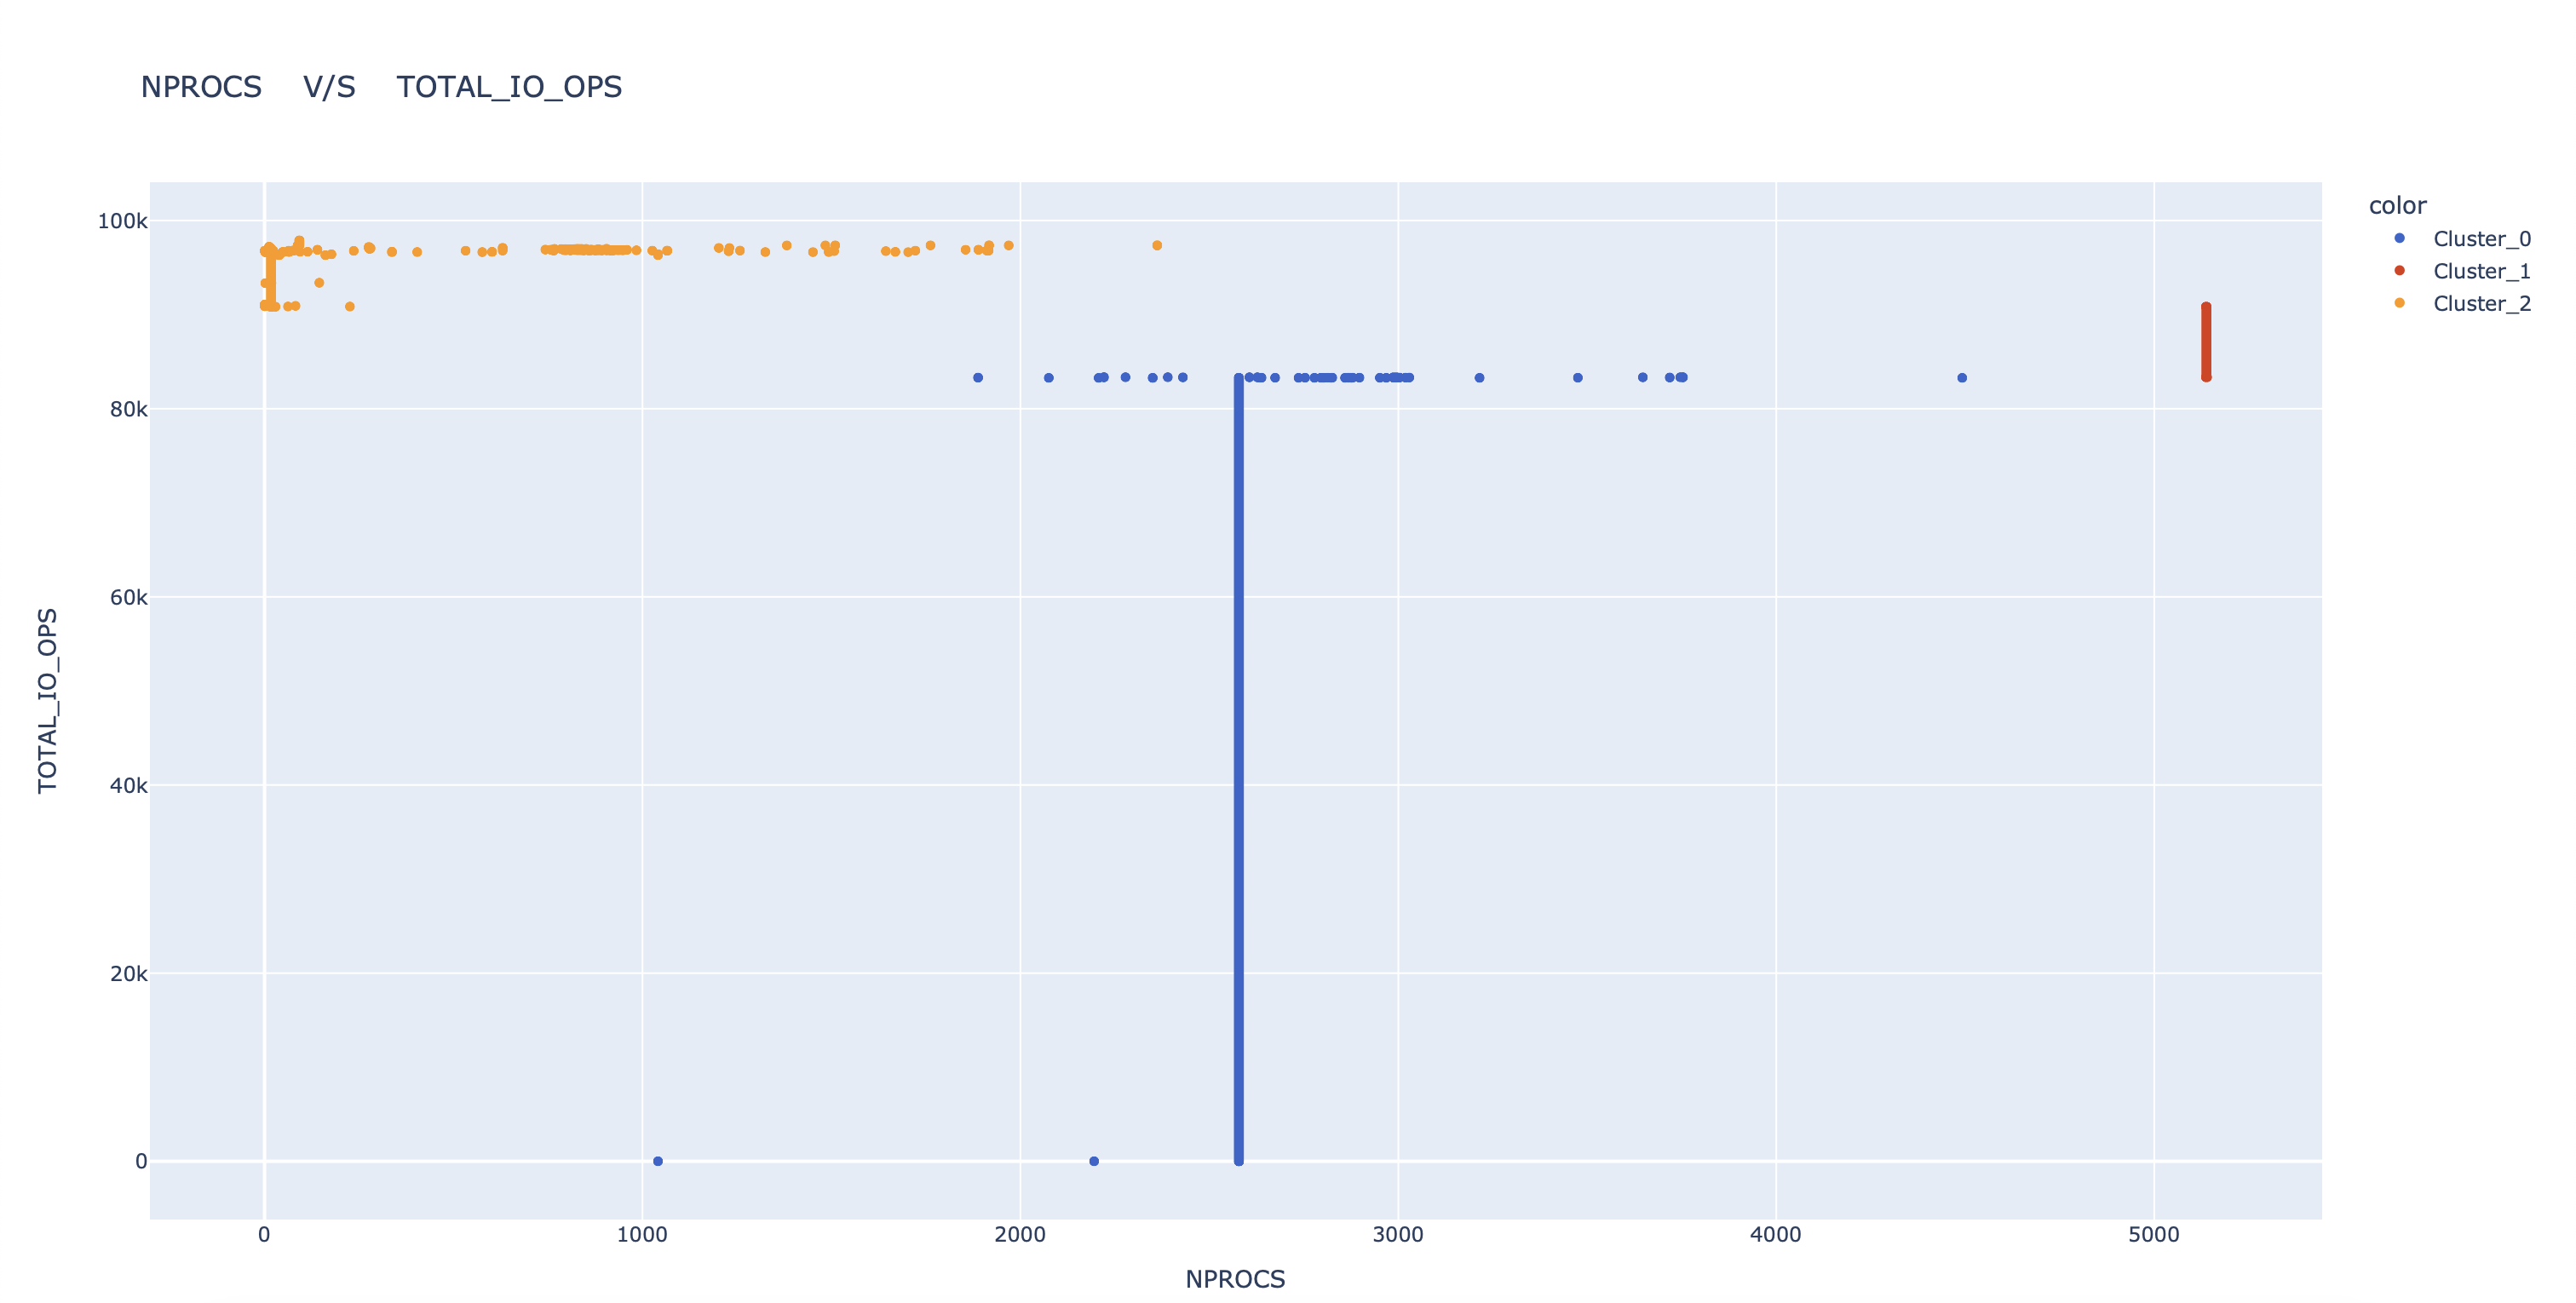 NPROCS V/S TOTAL_IO_OPS
color
Cluster_0
Cluster_1
Cluster_2
TOTAL_IO_OPS
100k
80k
60k
40k
20k
0
0 1000 2000 3000 4000 5000
NPROCS